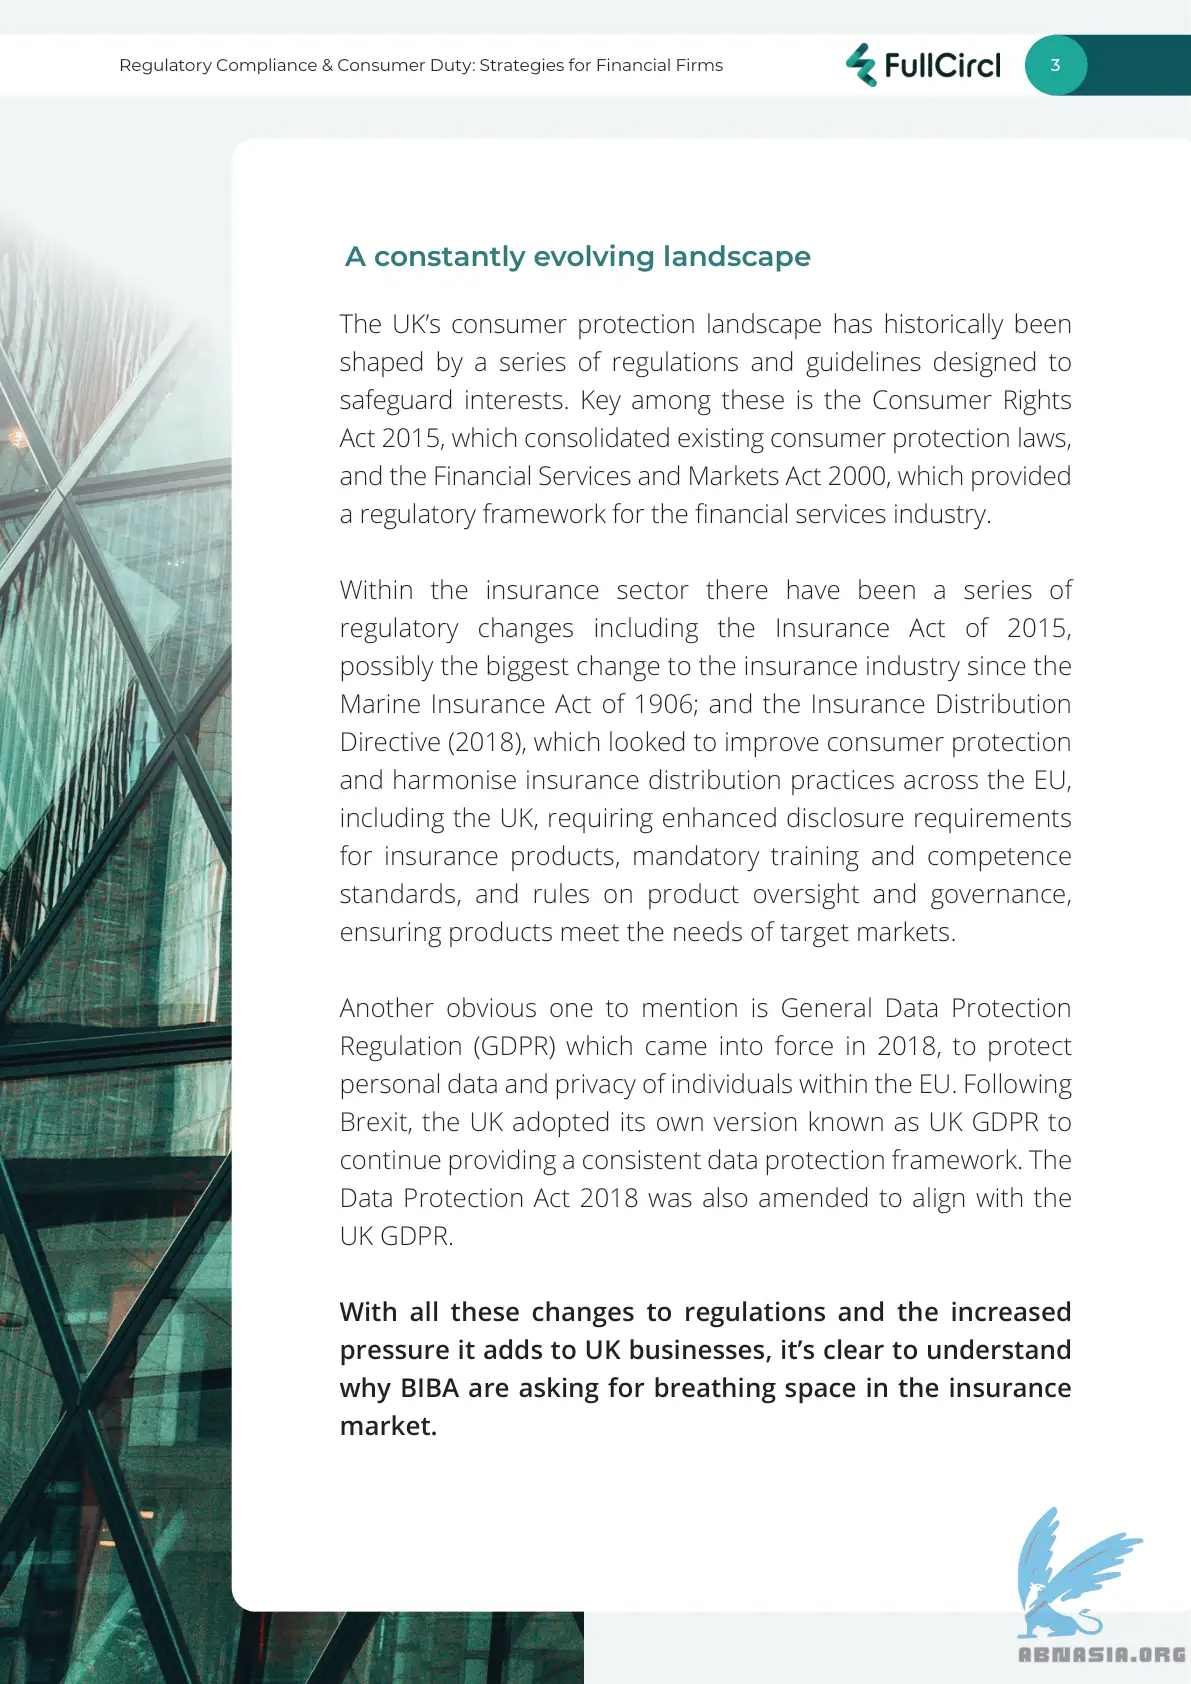 Regulatory Compliance & Consumer Duty: Strategies for Financial Firms
FullCircl
3
A constantly evolving landscape
The UK’s consumer protection landscape has historically been
shaped by a series of regulations and guidelines designed to
safeguard interests. Key among these is the Consumer Rights
Act 2015, which consolidated existing consumer protection laws,
and the Financial Services and Markets Act 2000, which provided
a regulatory framework for the financial services industry.
Within the insurance sector there have been a series of
regulatory changes including the Insurance Act of 2015,
possibly the biggest change to the insurance industry since the
Marine Insurance Act of 1906; and the Insurance Distribution
Directive (2018), which looked to improve consumer protection
and harmonise insurance distribution practices across the EU,
including the UK, requiring enhanced disclosure requirements
for insurance products, mandatory training and competence
standards, and rules on product oversight and governance,
ensuring products meet the needs of target markets.
Another obvious one to mention is General Data Protection
Regulation (GDPR) which came into force in 2018, to protect
personal data and privacy of individuals within the EU. Following
Brexit, the UK adopted its own version known as UK GDPR to
continue providing a consistent data protection framework. The
Data Protection Act 2018 was also amended to align with the
UK GDPR.
With all these changes to regulations and the increased
pressure it adds to UK businesses, it’s clear to understand
why BIBA are asking for breathing space in the insurance
market.
ABNASIA.ORG